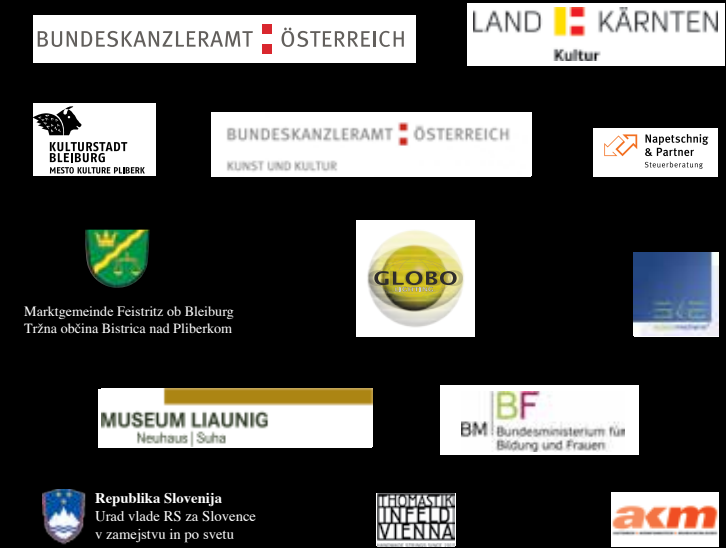 BUNDESKANZLERAMT ÖSTERREICH
LAND KÄRNTEN
Kultur
KULTURSTADT
BLEIBURG
MESTO KULTURE PLIBERK
BUNDESKANZLERAMT ÖSTERREICH
KUNST UND KULTUR
Napetschnig
& Partner
Steuerberatung
Marktgemeinde Feistritz ob Bleiburg
Tržna občina Bistrica nad Pliberkom
GLOBO
MUSEUM LIAUNIG
Neuhaus | Suha
BF
BM Bundesministerium für
Bildung und Frauen
Republika Slovenija
Urad vlade RS za Slovence
v zamejstvu in po svetu
THOMASTIK
INFELD
VIENNA
akm